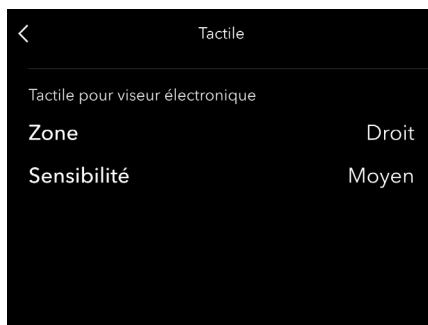 Tactile
Tactile pour viseur électronique
Zone Droit
Sensibilité Moyen